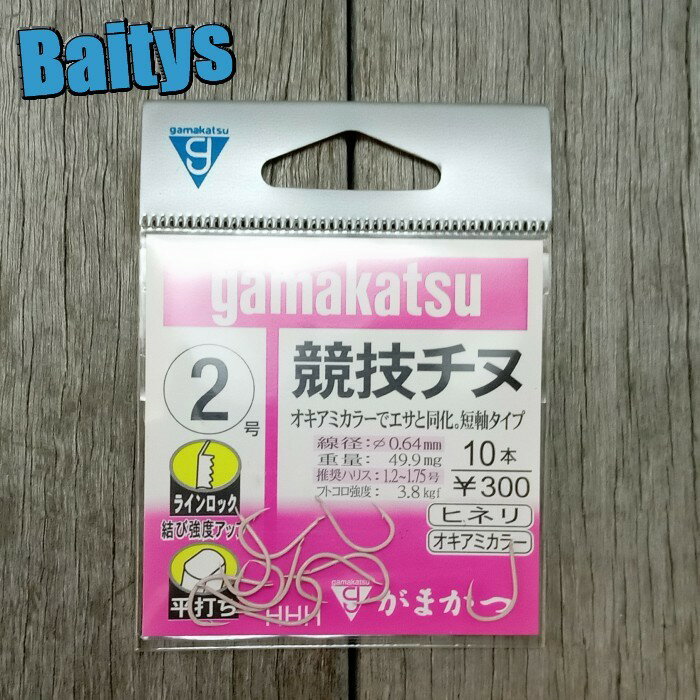 Baitys
gamakatsu
gamakatsu
2号
競技チヌ
オキアミカラーでエサと同化。短軸タイプ
線径:φ0.64mm
重量: 49.9mg
推奨ハリス:1.2~1.75号
フトコロ強度: 3.8kgf
10本
¥300
ヒネリ
オキアミカラー
ラインロック
結び強度アップ
平打ち
HHH
gamakatsu
がまかつ